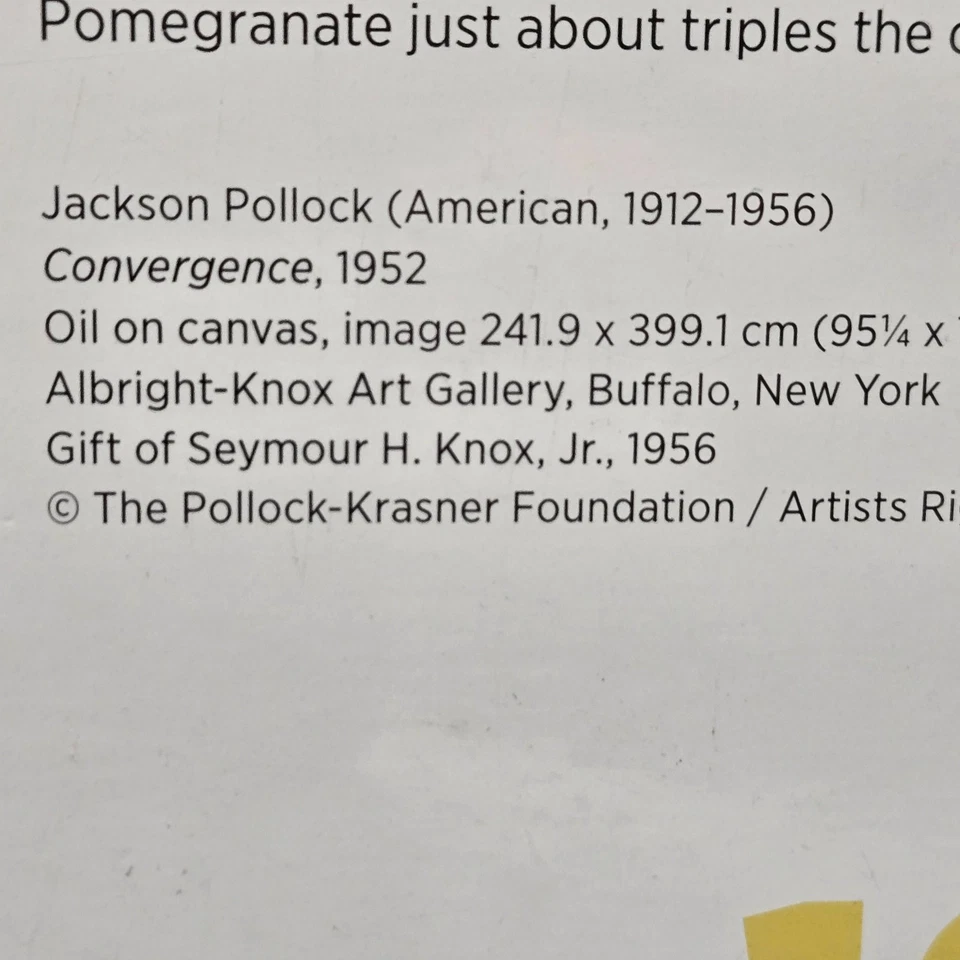 Pomegranate just about triples the
Jackson Pollock (American, 1912–1956)
Convergence, 1952
Oil on canvas, image 241.9 x 399.1 cm (95¼ x
Albright-Knox Art Gallery, Buffalo, New York
Gift of Seymour H. Knox, Jr., 1956
© The Pollock-Krasner Foundation / Artists